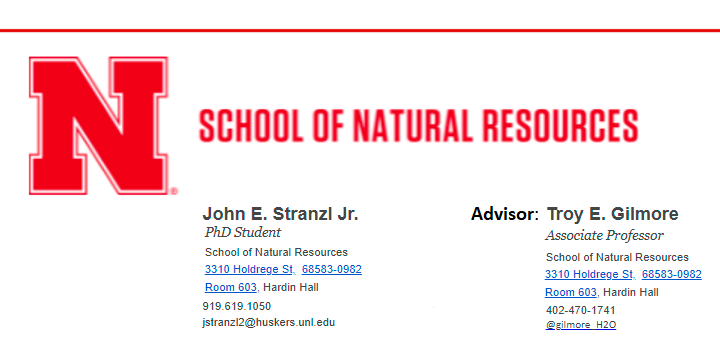 N®
SCHOOL OF NATURAL RESOURCES
John E. Stranzl Jr.
PhD Student
School of Natural Resources
3310 Holdrege St, 68583-0982
Room 603, Hardin Hall
919.619.1050
jstranzl2@huskers.unl.edu
Advisor: Troy E. Gilmore
Associate Professor
School of Natural Resources
3310 Holdrege St, 68583-0982
Room 603, Hardin Hall
402-470-1741
@gilmore_H2O